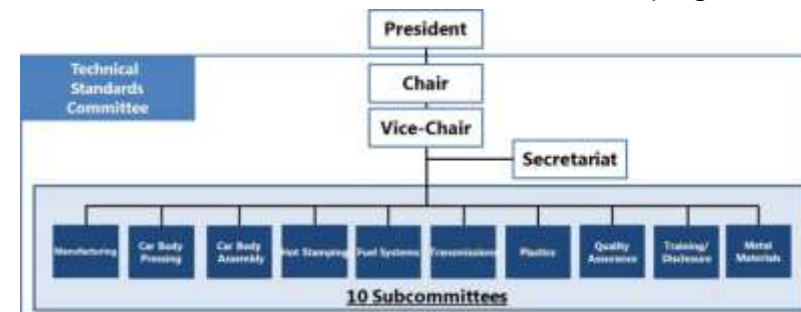 President
Technical
Standards
Committee
Chair
Vice-Chair
Secretariat
Manufacturing
Car Body
Pressing
Car Body
Assembly
Hot Stamping
Fuel Systems
Transmissions
Plastics
Quality
Assurance
Training/
Disclosure
Metal
Materials
10 Subcommittees